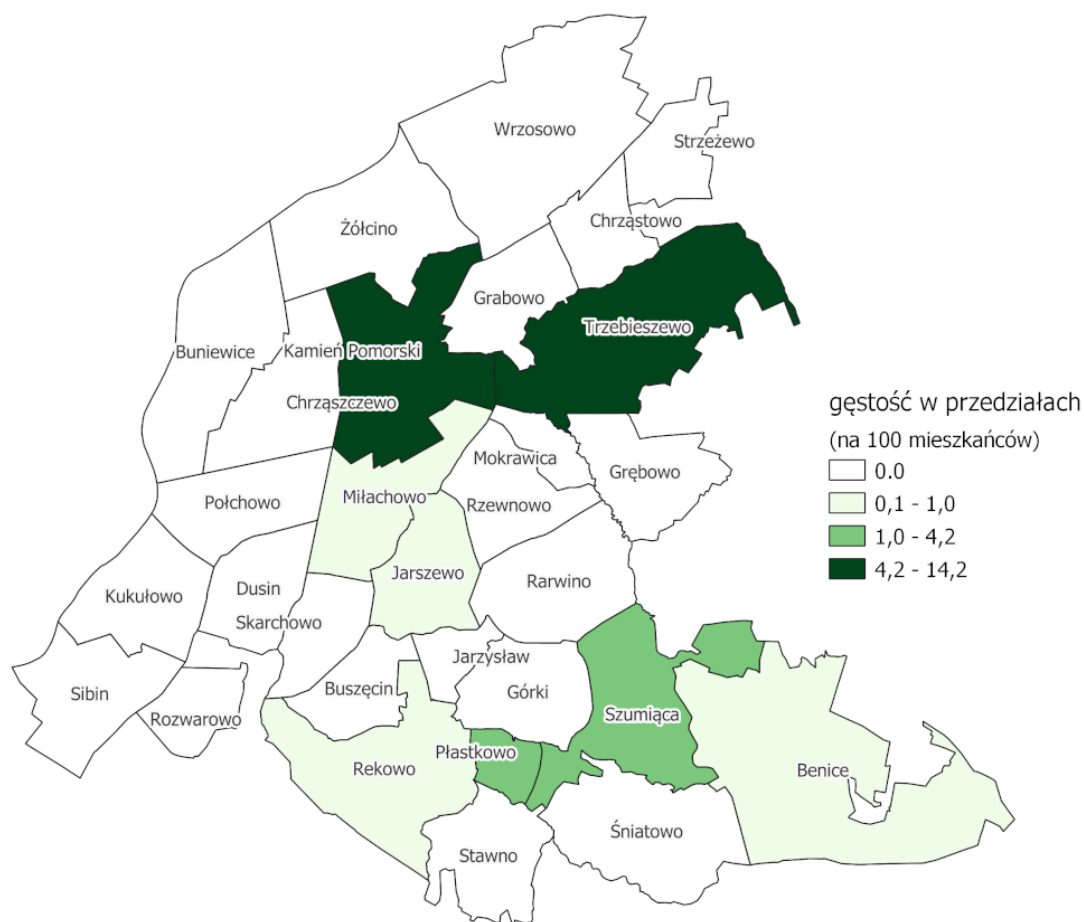 Wrzosowo
Strzeżewo
Chrząstowo
Żółcino
Grabowo
Trzebieszewo
Buniewice
Kamień Pomorski
Chrząszczewo
gęstość w przedziałach
(na 100 mieszkańców)
0.0
0,1 - 1,0
1,0 - 4,2
4,2 - 14,2
Mokrawica
Grębowo
Połchowo
Miłachowo
Rzewnowo
Jarszewo
Rarwino
Kukułowo
Dusin
Skarchowo
Jarzysław
Sibin
Rozwarowo
Buszęcin
Górki
Szumiąca
Płastkowo
Rekowo
Benice
Śniatowo
Stawno